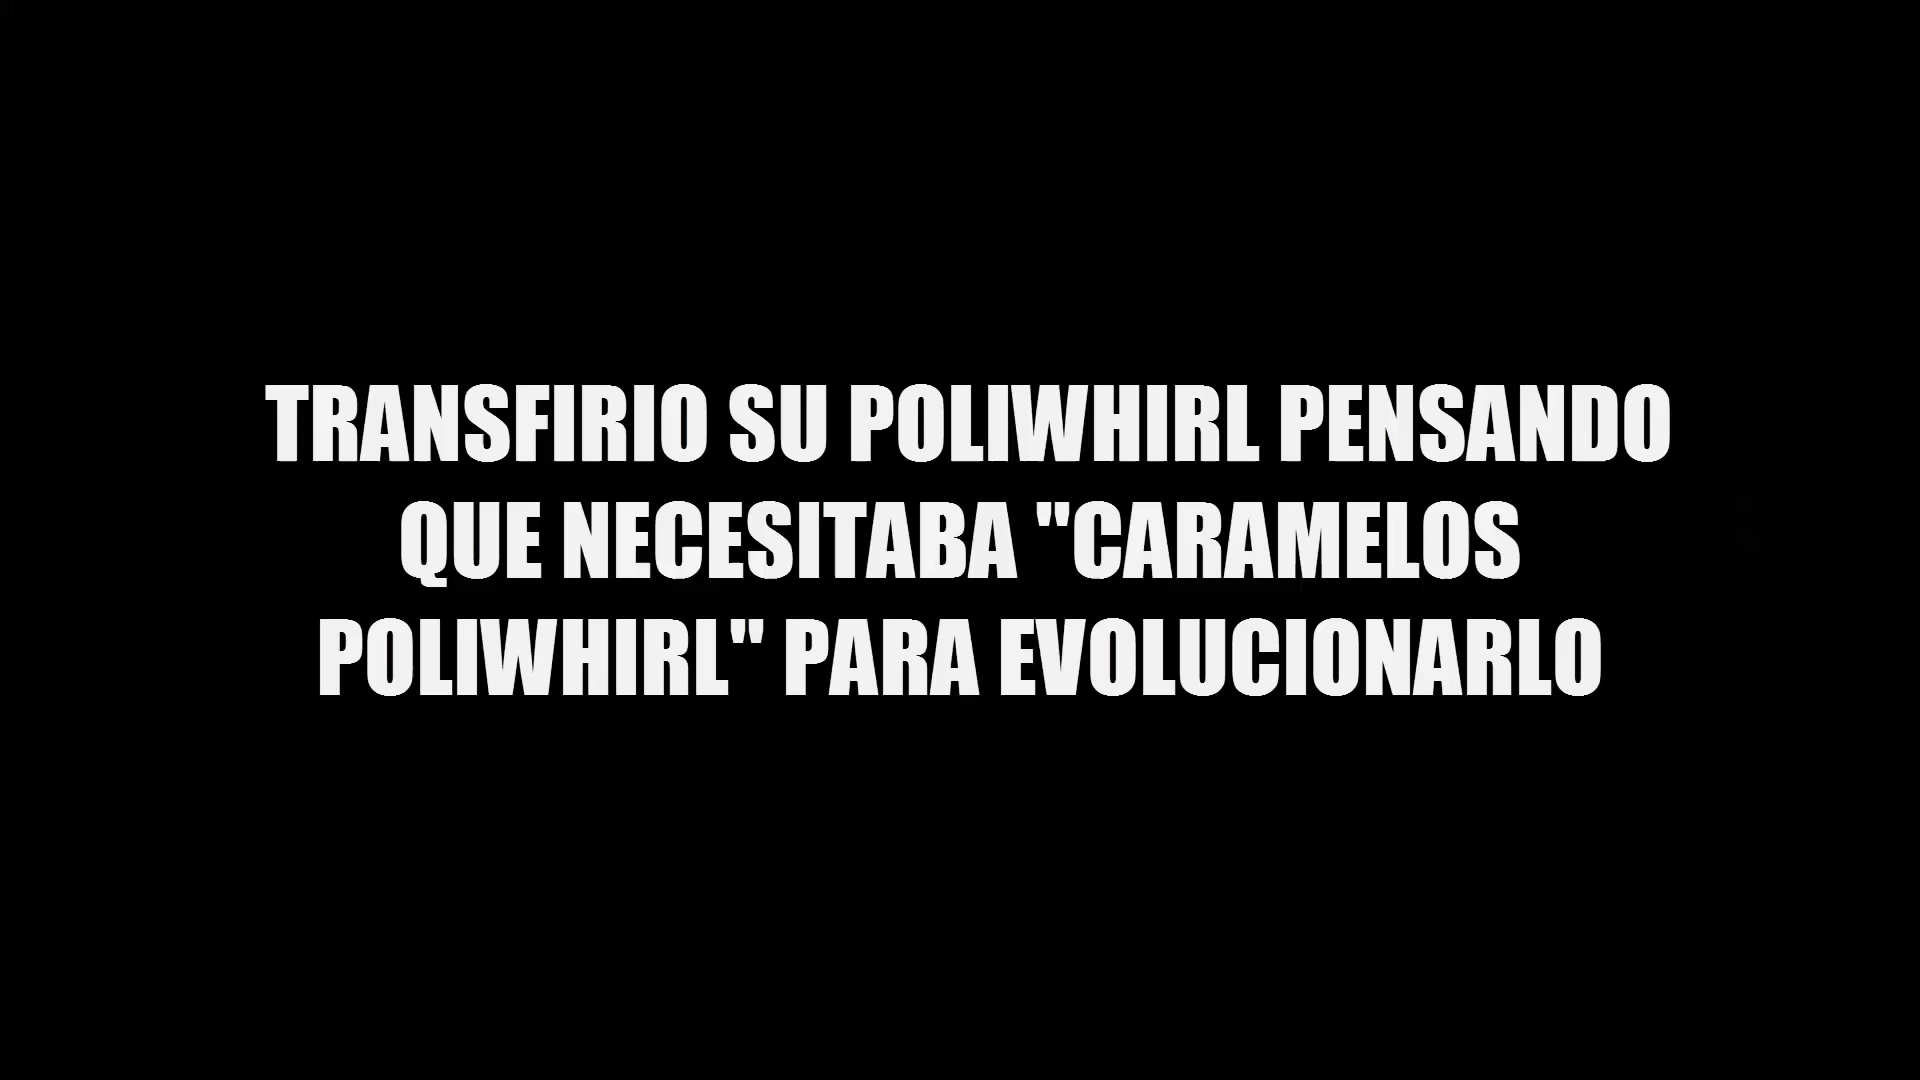 TRANSFIRIO SU POLIWHIRL PENSANDO
QUE NECESITABA "CARAMELOS
POLIWHIRL" PARA EVOLUCIONARLO